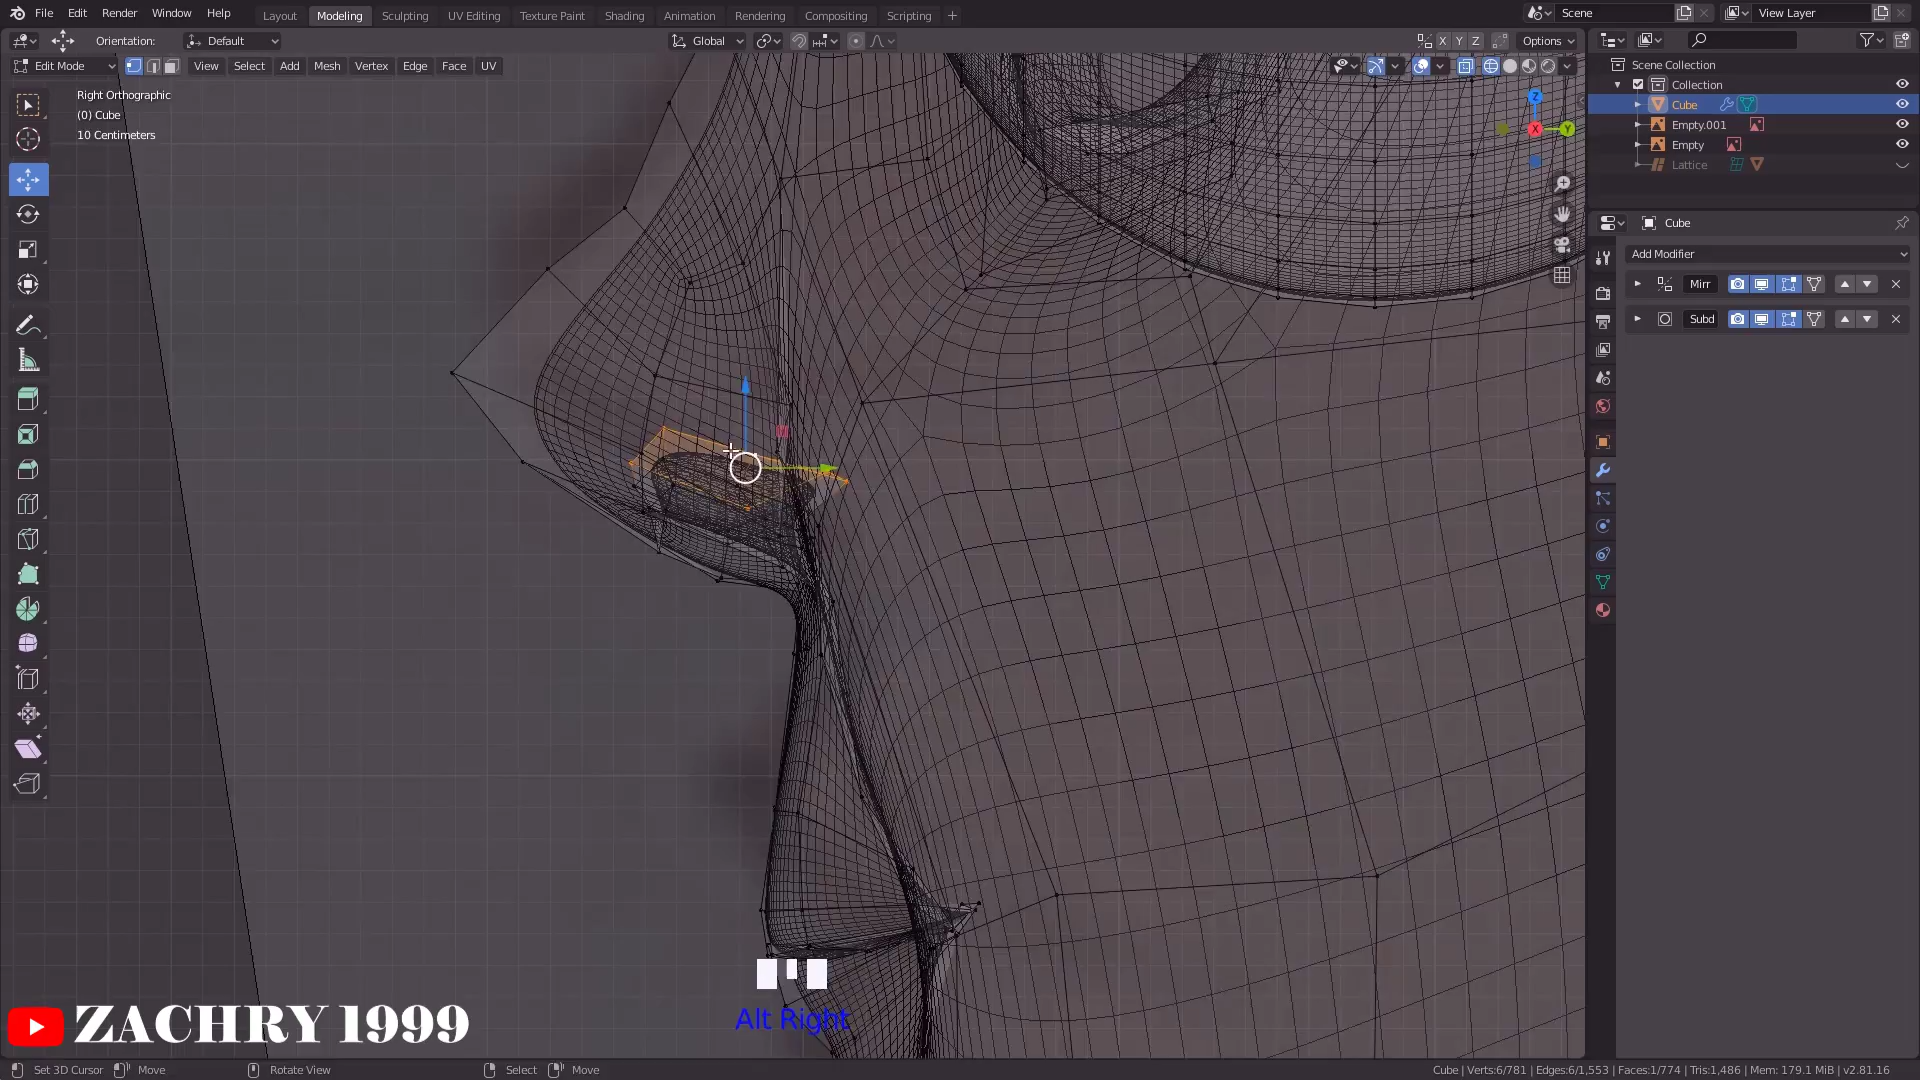 File Edit Render Window Help
Layout Modeling Sculpting UV Editing Texture Paint Shading Animation Rendering Compositing Scripting +
Scene
View Layer
Orientation: Default
Global
X Y Z
Options
Edit Mode
View Select Add Mesh Vertex Edge Face UV
Scene Collection
Collection
Cube
Empty.001
Empty
Lattice
Right Orthographic
(0) Cube
10 Centimeters
Z
Y
X
Cube
Add Modifier
Mirr
Subd
Alt Right
ZACHRY 1999
Set 3D Cursor Move Rotate View Select Move
Cube | Verts:6/781 | Edges:6/1,553 | Faces:1/774 | Tris:1,486 | Mem: 179.1 MiB | v2.81.16